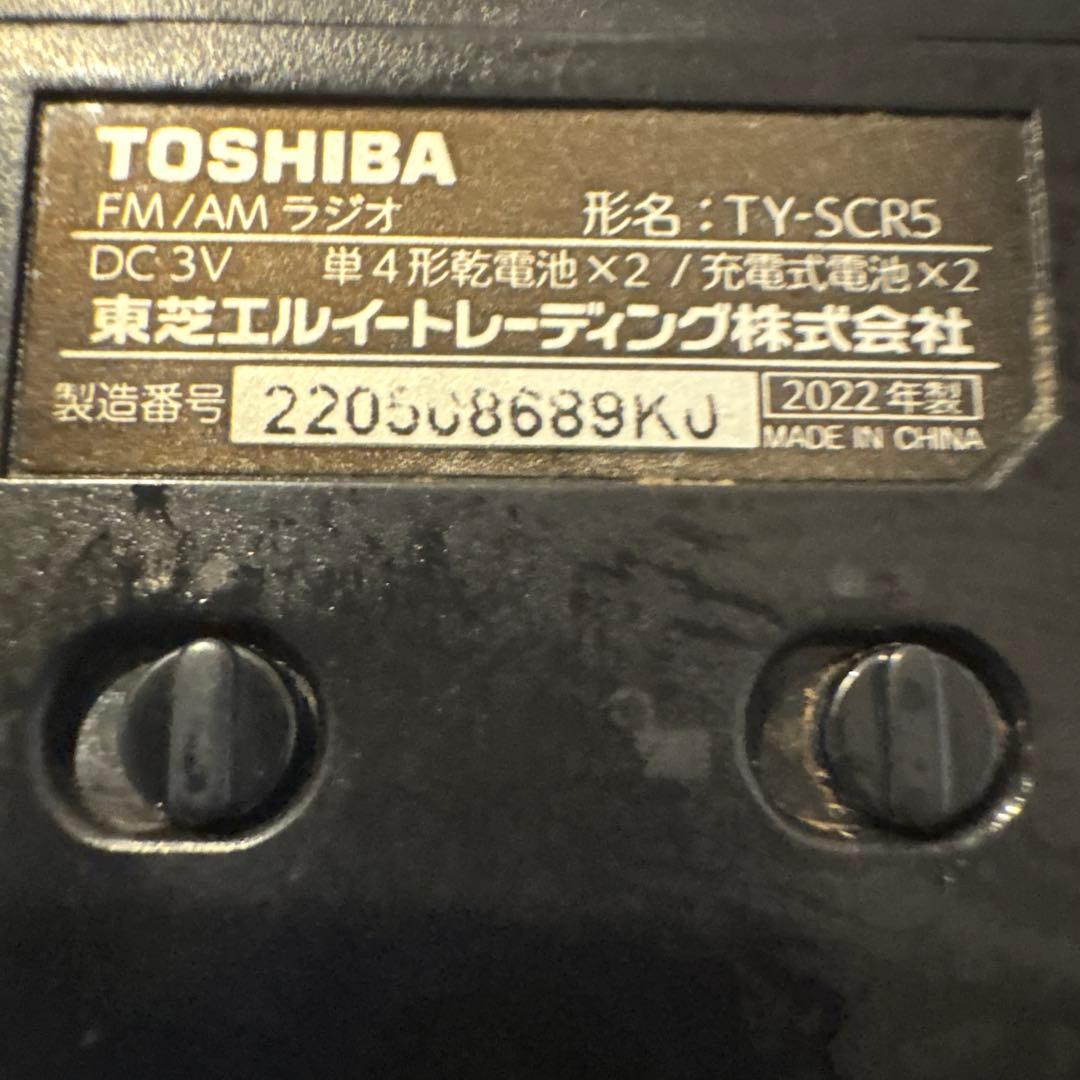 TOSHIBA
FM/AM ラジオ 形名：TY-SCR5
DC 3V 単4形乾電池×2 / 充電式電池×2
東芝エルイートレーディング株式会社
製造番号 220508689KJ 2022年製
MADE IN CHINA